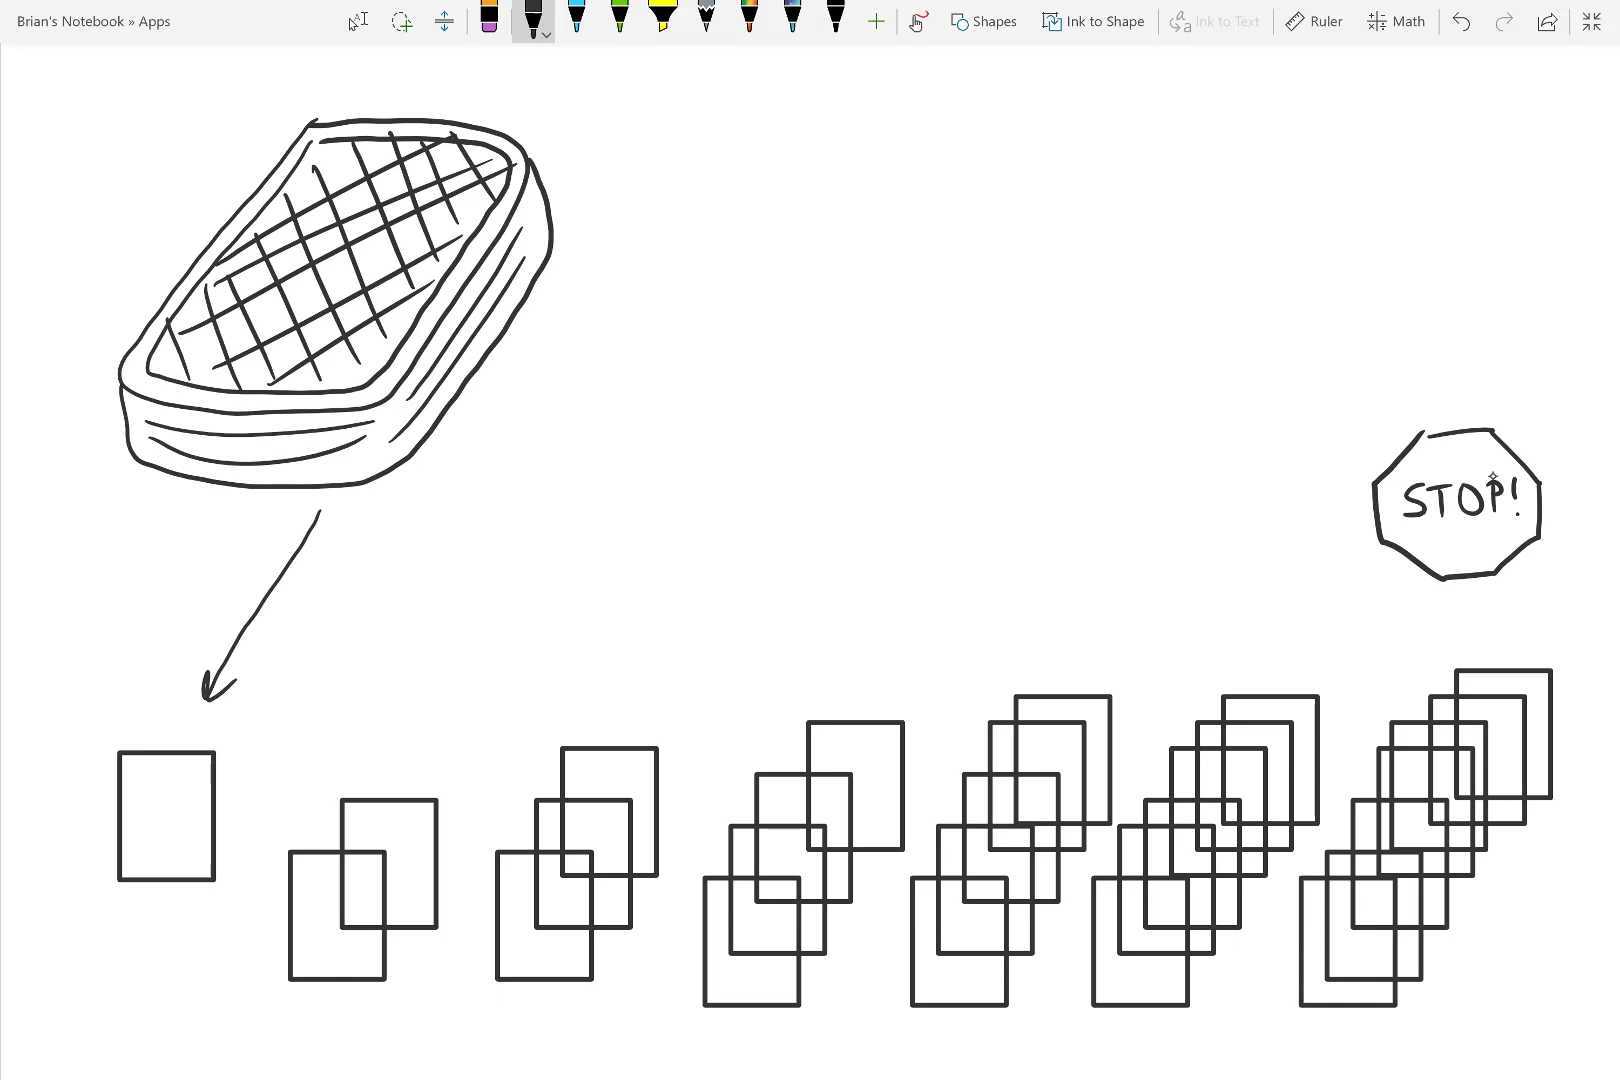 Brian's Notebook » Apps
Shapes
Ink to Shape
Ink to Text
Ruler
Math
STOP!